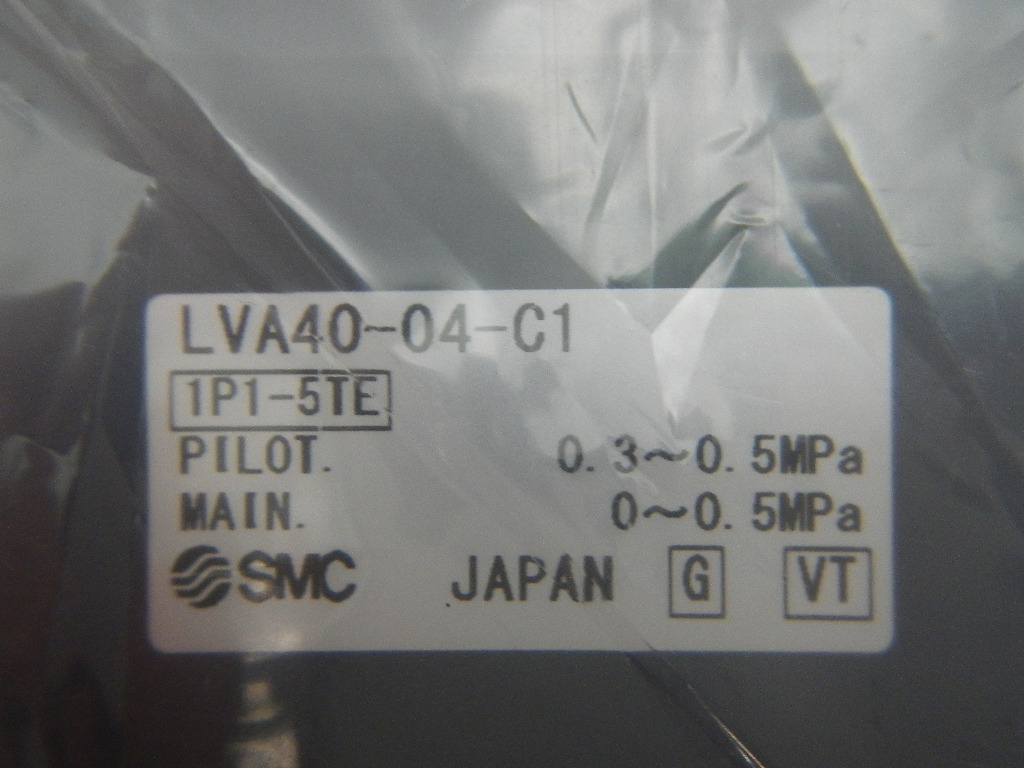 LVA40-04-C1
1P1-5TE
PILOT. 0.3~0.5MPa
MAIN. 0~0.5MPa
SMC JAPAN G VT